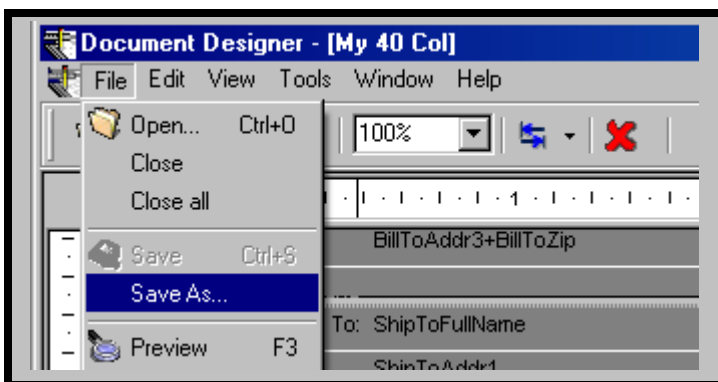 Document Designer - [My 40 Col]
File Edit View Tools Window Help
Open... Ctrl+O
100%
Close
Close all
1
Save Ctrl+S
BillToAddr3+BillToZip
Save As...
To: ShipToFullName
Preview F3
ShipToAddr1